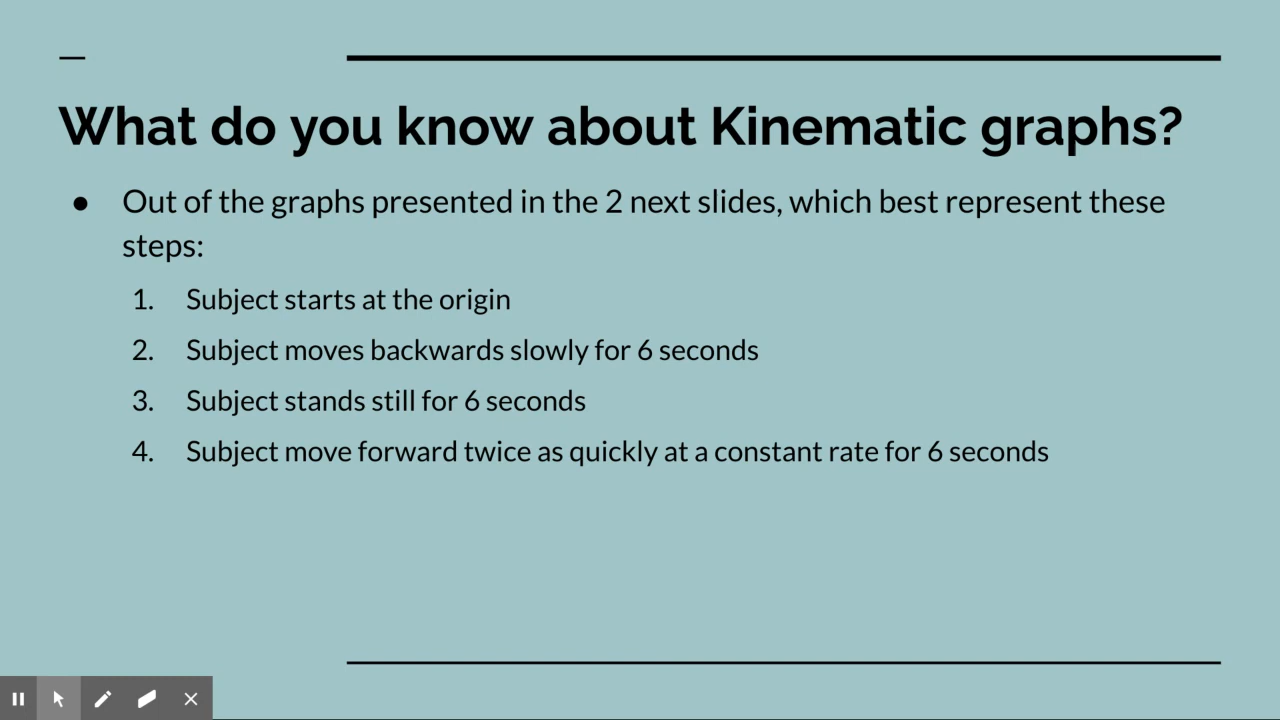 What do you know about Kinematic graphs?
● Out of the graphs presented in the 2 next slides, which best represent these
steps:
1. Subject starts at the origin
2. Subject moves backwards slowly for 6 seconds
3. Subject stands still for 6 seconds
4. Subject move forward twice as quickly at a constant rate for 6 seconds